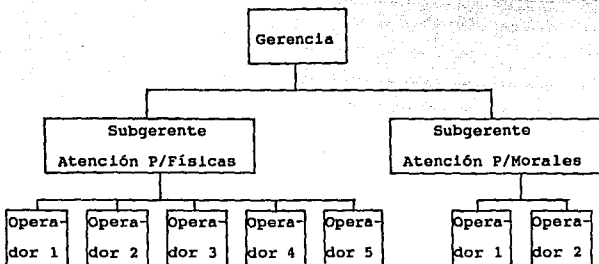 Gerencia
Subgerente
Atención P/Físicas
Subgerente
Atención P/Morales
Opera-
dor 1
Opera-
dor 2
Opera-
dor 3
Opera-
dor 4
Opera-
dor 5
Opera-
dor 1
Opera-
dor 2